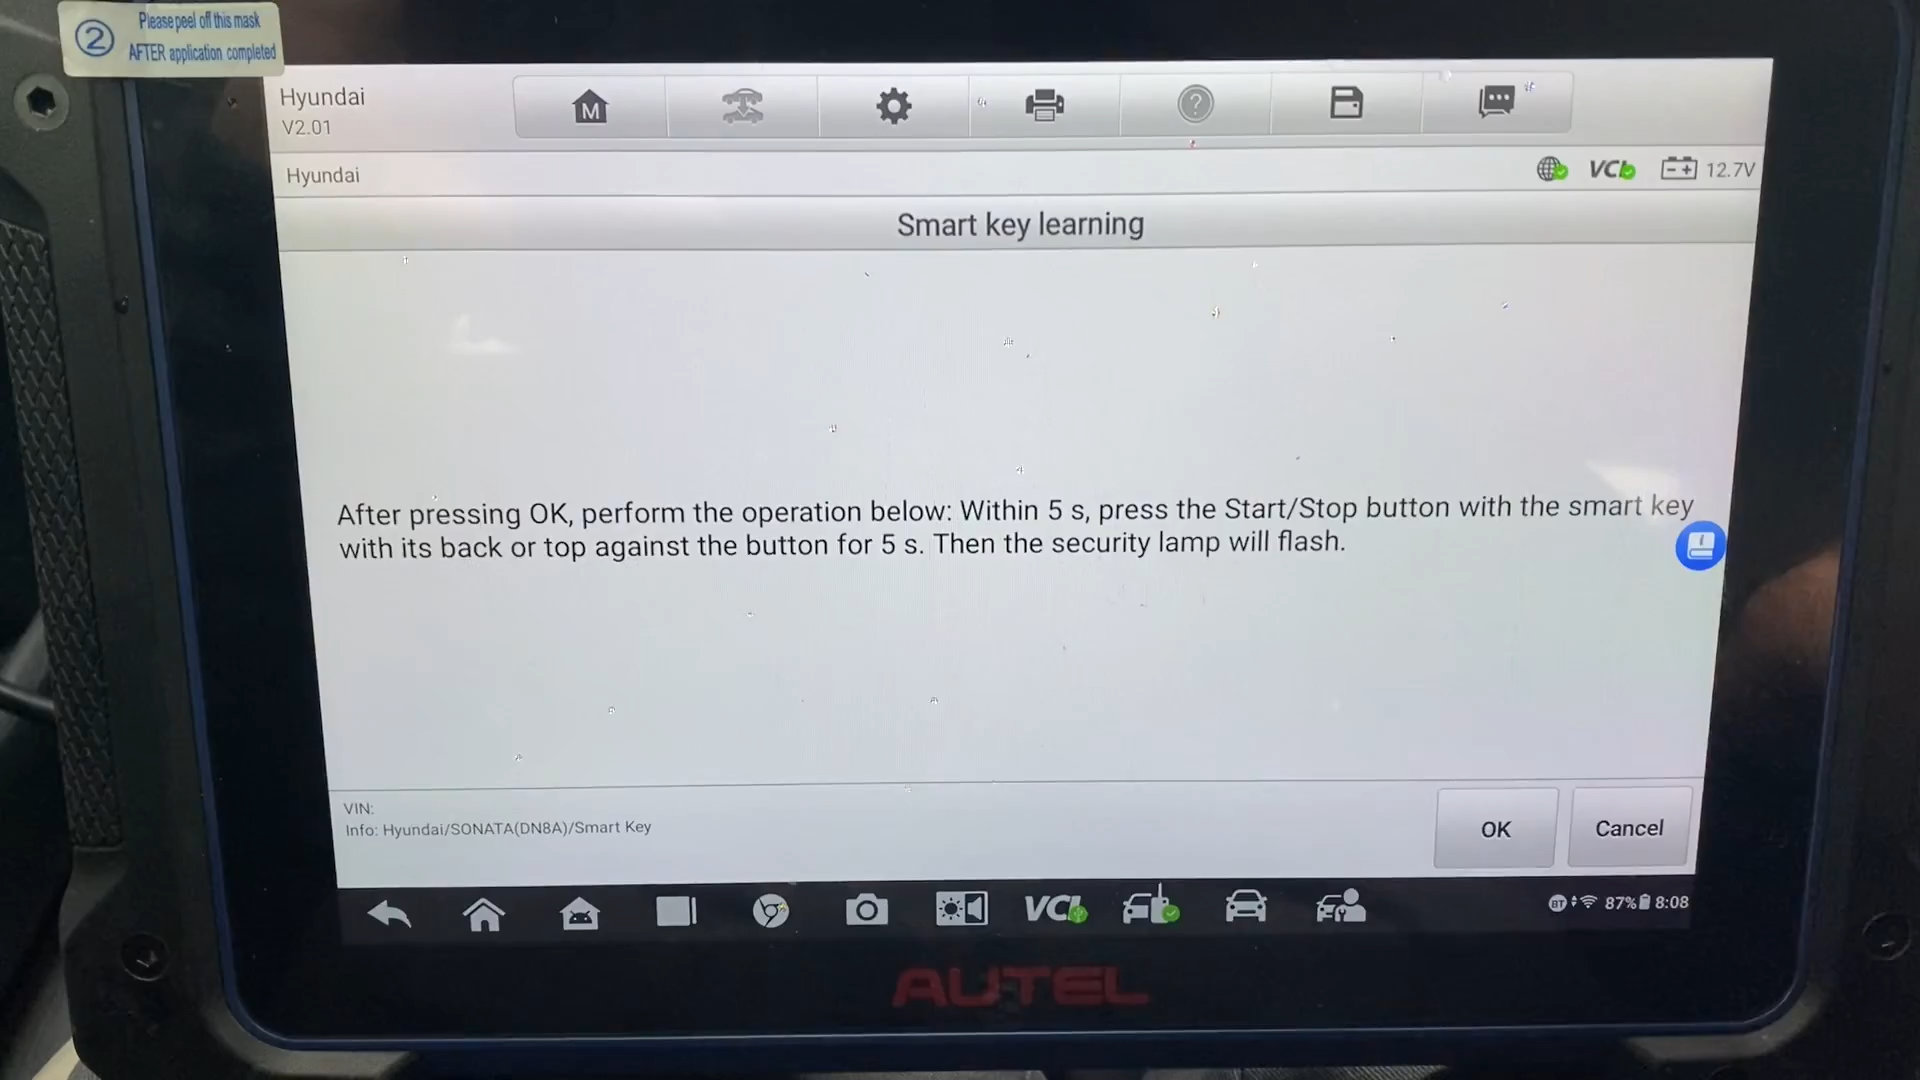 2
Please peel off this mask
AFTER application completed
Hyundai
V2.01
M
?
Hyundai
VCI
12.7V
Smart key learning
After pressing OK, perform the operation below: Within 5 s, press the Start/Stop button with the smart key
with its back or top against the button for 5 s. Then the security lamp will flash.
VIN:
Info: Hyundai/SONATA(DN8A)/Smart Key
OK
Cancel
VCI
BT
87%
8:08
AUTEL